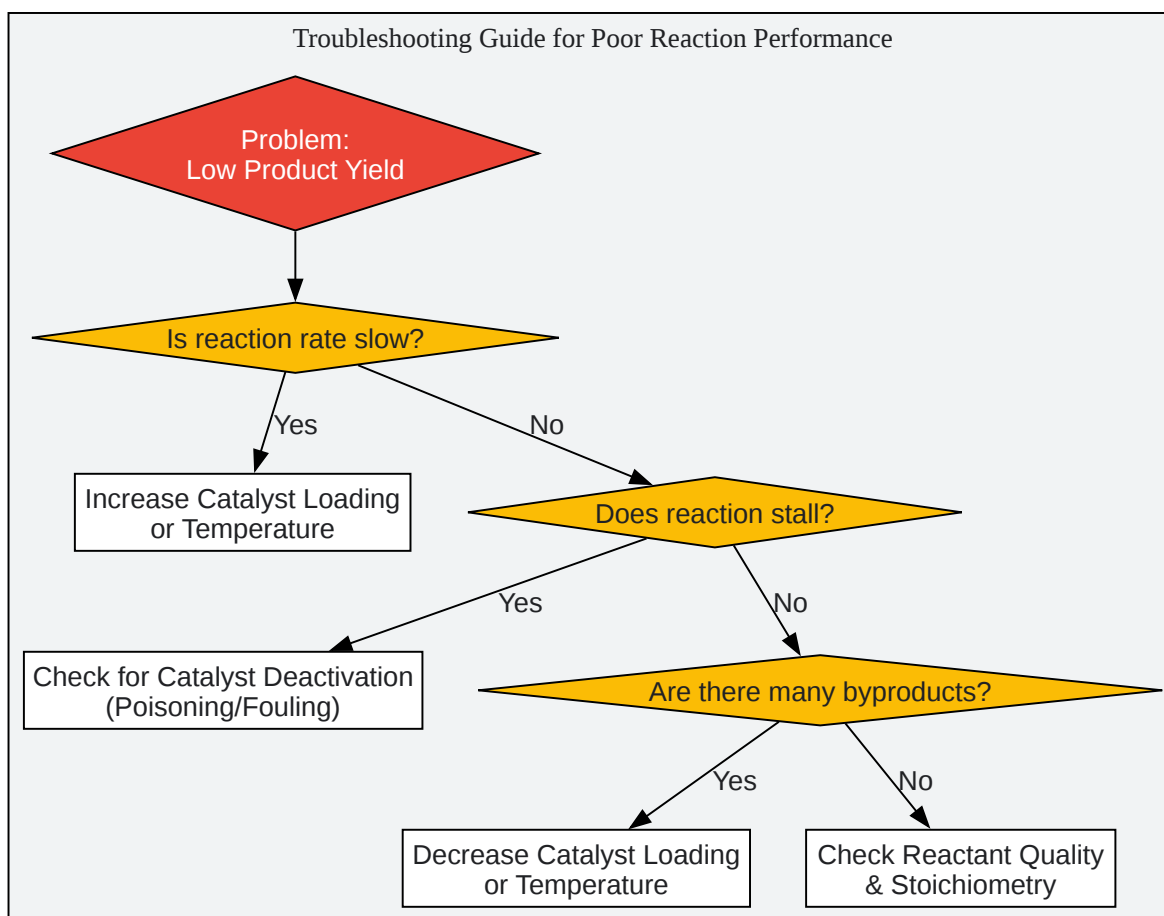 Troubleshooting Guide for Poor Reaction Performance
Problem:
Low Product Yield
Is reaction rate slow?
Yes
No
Increase Catalyst Loading
or Temperature
Does reaction stall?
Yes
No
Check for Catalyst Deactivation
(Poisoning/Fouling)
Are there many byproducts?
Yes
No
Decrease Catalyst Loading
or Temperature
Check Reactant Quality
& Stoichiometry